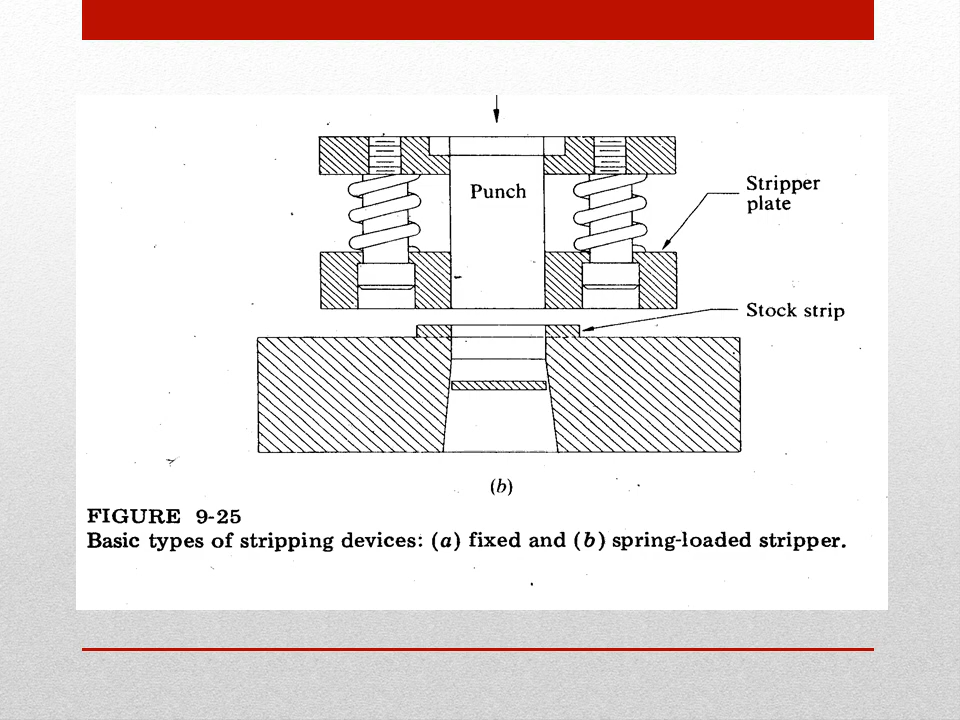 Punch
Stripper
plate
Stock strip
(b)
FIGURE 9-25
Basic types of stripping devices: (a) fixed and (b) spring-loaded stripper.